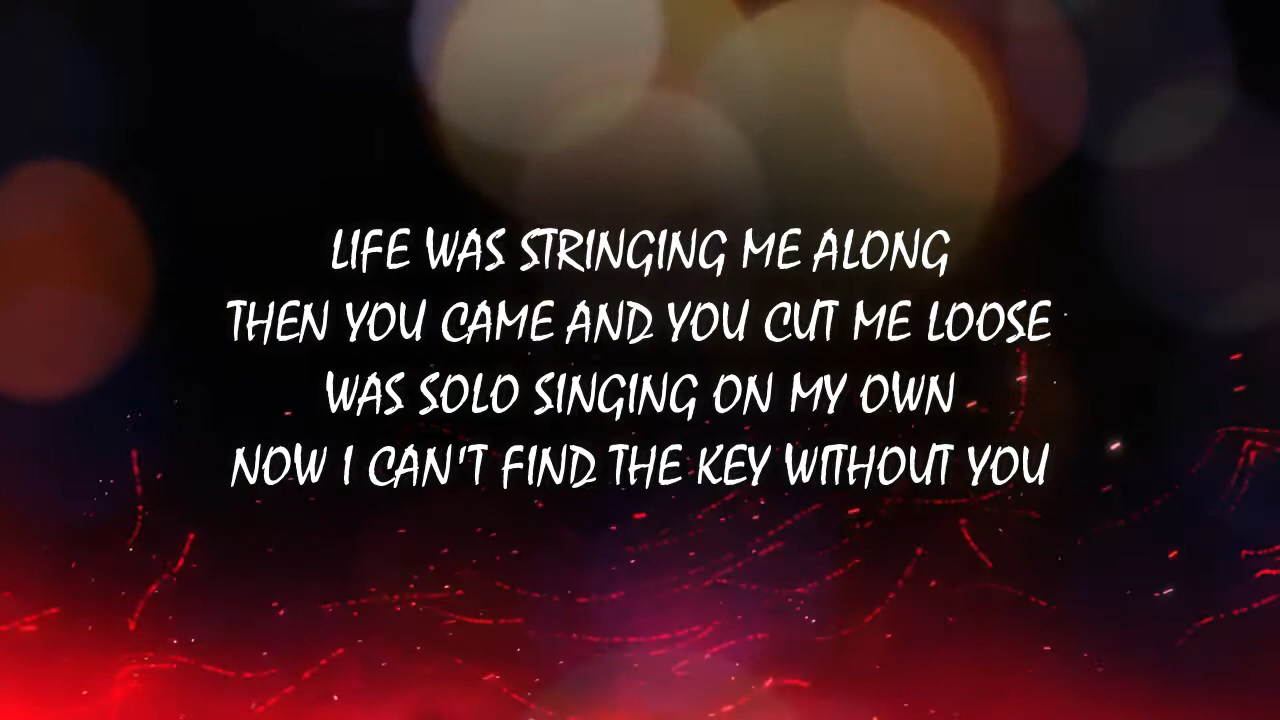 LIFE WAS STRINGING ME ALONG
THEN YOU CAME AND YOU CUT ME LOOSE
WAS SOLO SINGING ON MY OWN
NOW I CAN'T FIND THE KEY WITHOUT YOU